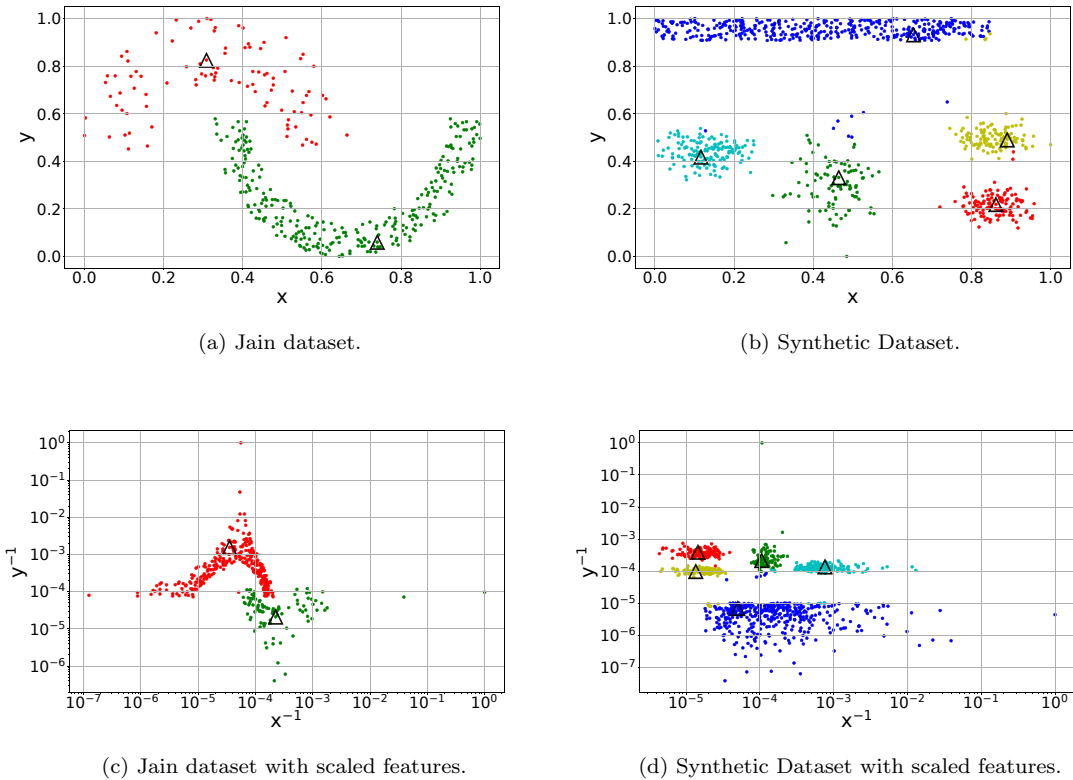 1.0
0.8
0.6
0.4
0.2
0.0
y
0.0 0.2 0.4 0.6 0.8 1.0
x
(a) Jain dataset.
1.0
0.8
0.6
0.4
0.2
0.0
y
0.0 0.2 0.4 0.6 0.8 1.0
x
(b) Synthetic Dataset.
10⁰
10⁻¹
10⁻²
10⁻³
10⁻⁴
10⁻⁵
10⁻⁶
y⁻¹
10⁻⁷ 10⁻⁶ 10⁻⁵ 10⁻⁴ 10⁻³ 10⁻² 10⁻¹ 10⁰
x⁻¹
(c) Jain dataset with scaled features.
10⁰
10⁻¹
10⁻²
10⁻³
10⁻⁴
10⁻⁵
10⁻⁶
10⁻⁷
y⁻¹
10⁻⁵ 10⁻⁴ 10⁻³ 10⁻² 10⁻¹ 10⁰
x⁻¹
(d) Synthetic Dataset with scaled features.